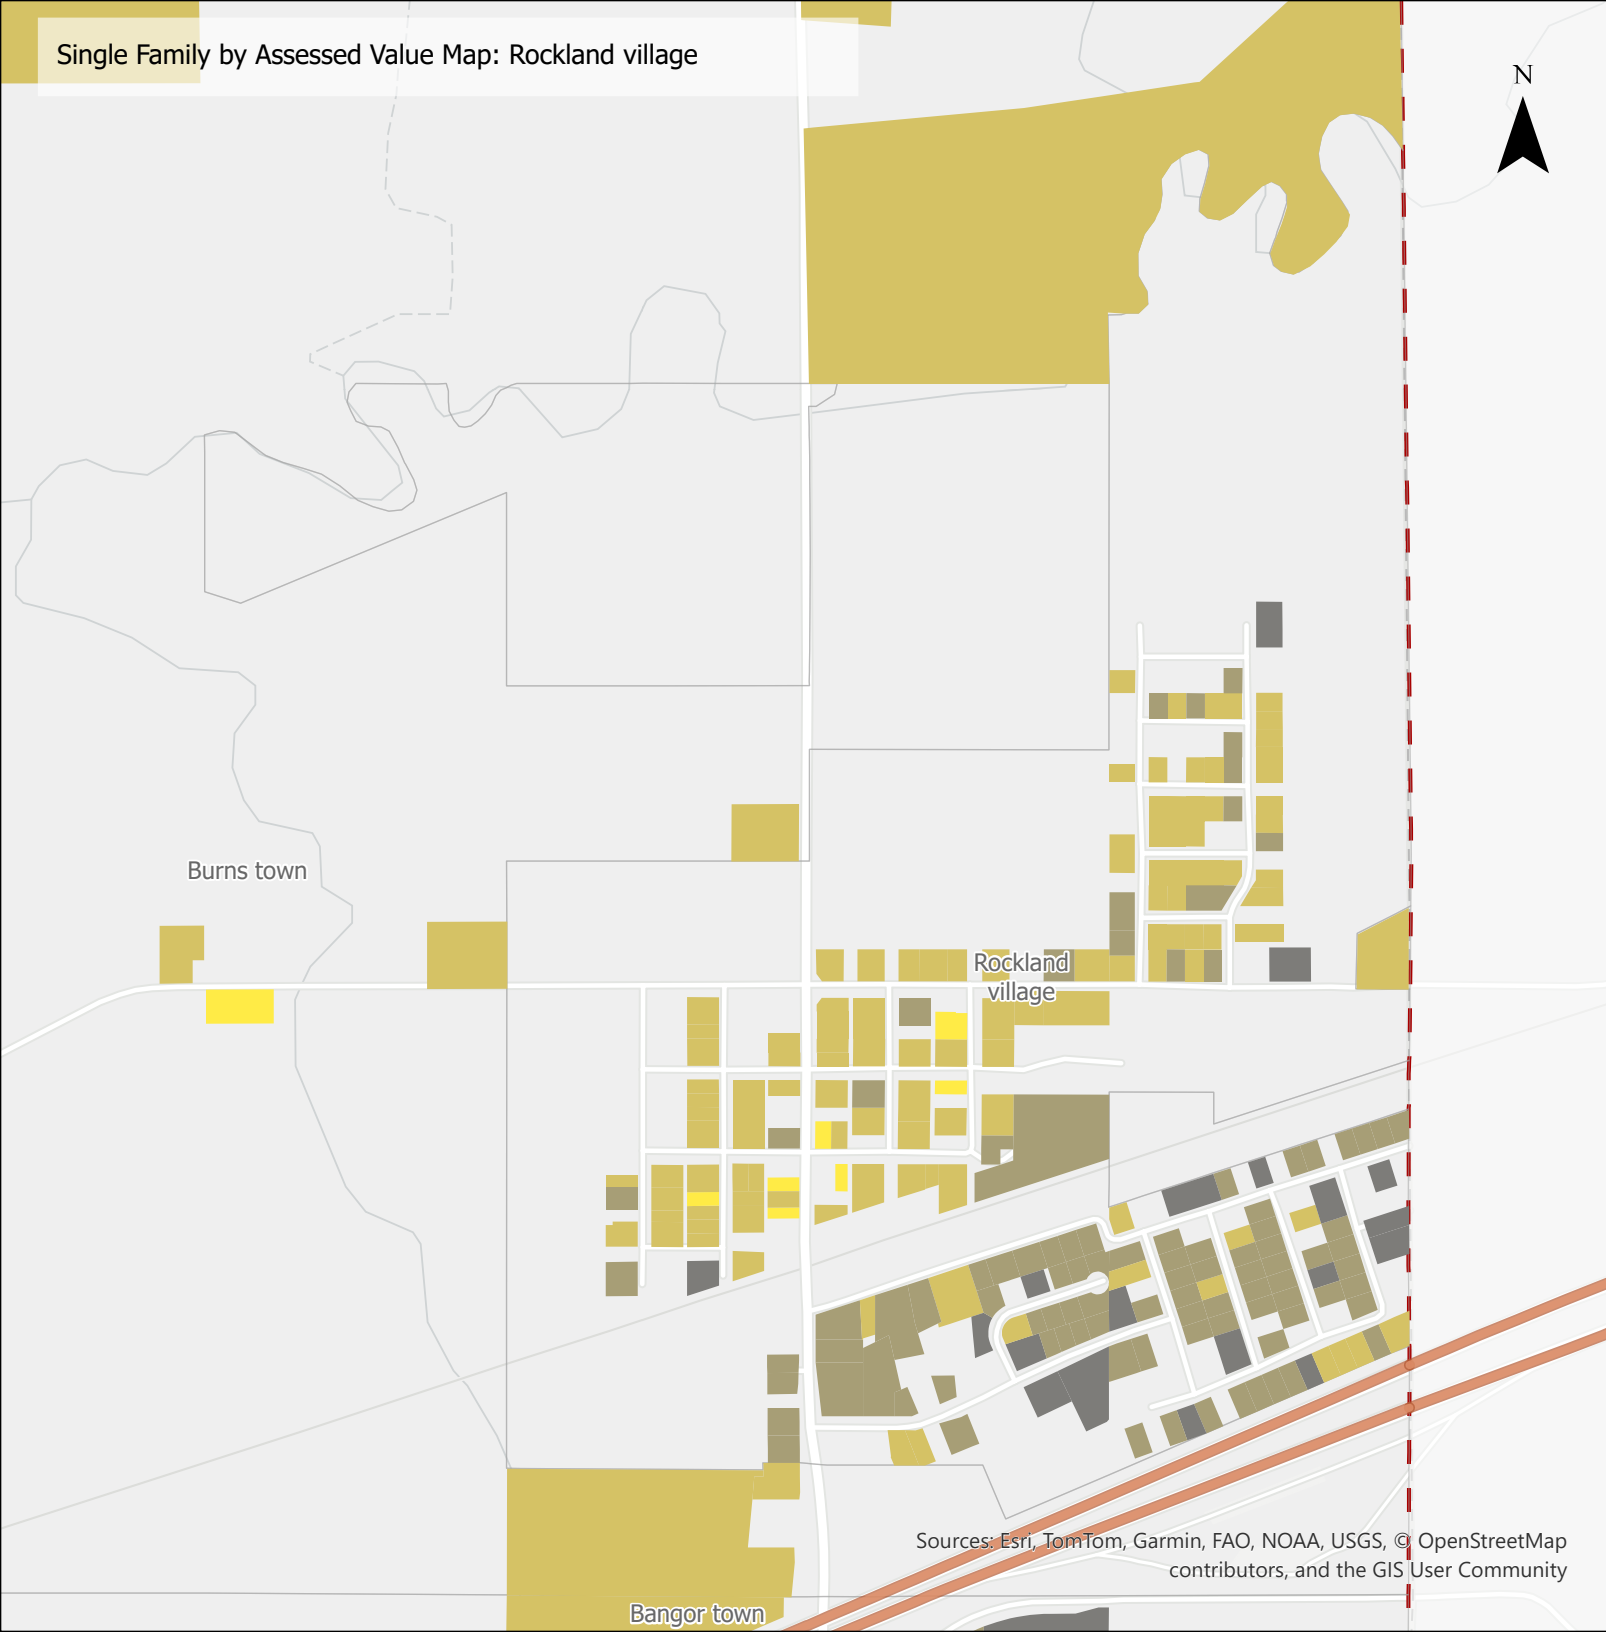 Single Family by Assessed Value Map: Rockland village
N
Burns town
Rockland
village
Sources: Esri, TomTom, Garmin, FAO, NOAA, USGS, © OpenStreetMap
contributors, and the GIS User Community
Bangor town